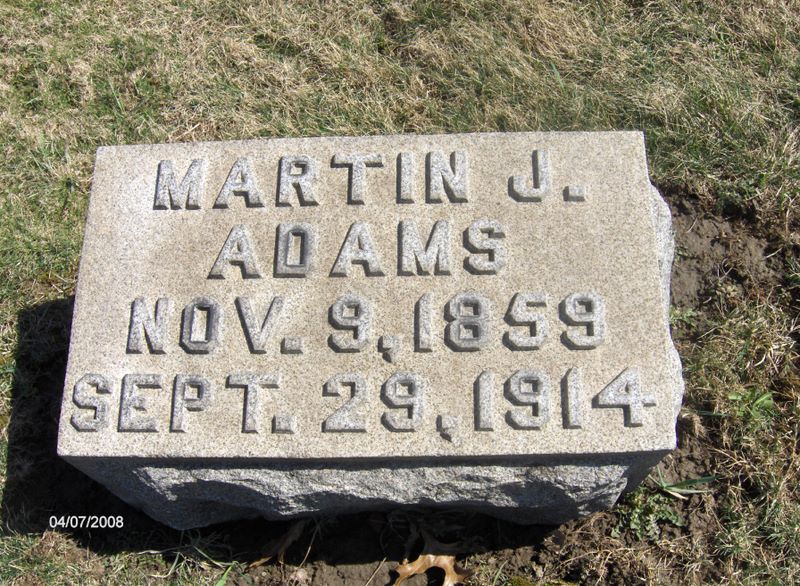 MARTIN J.
ADAMS
NOV. 9, 1859
SEPT. 29, 1914
04/07/2008